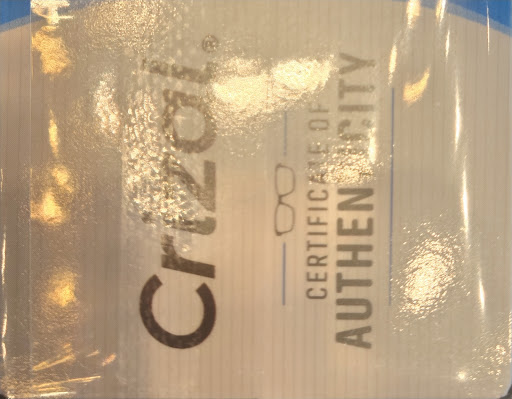 Crizal®
CERTIFICATE OF
AUTHENTICITY